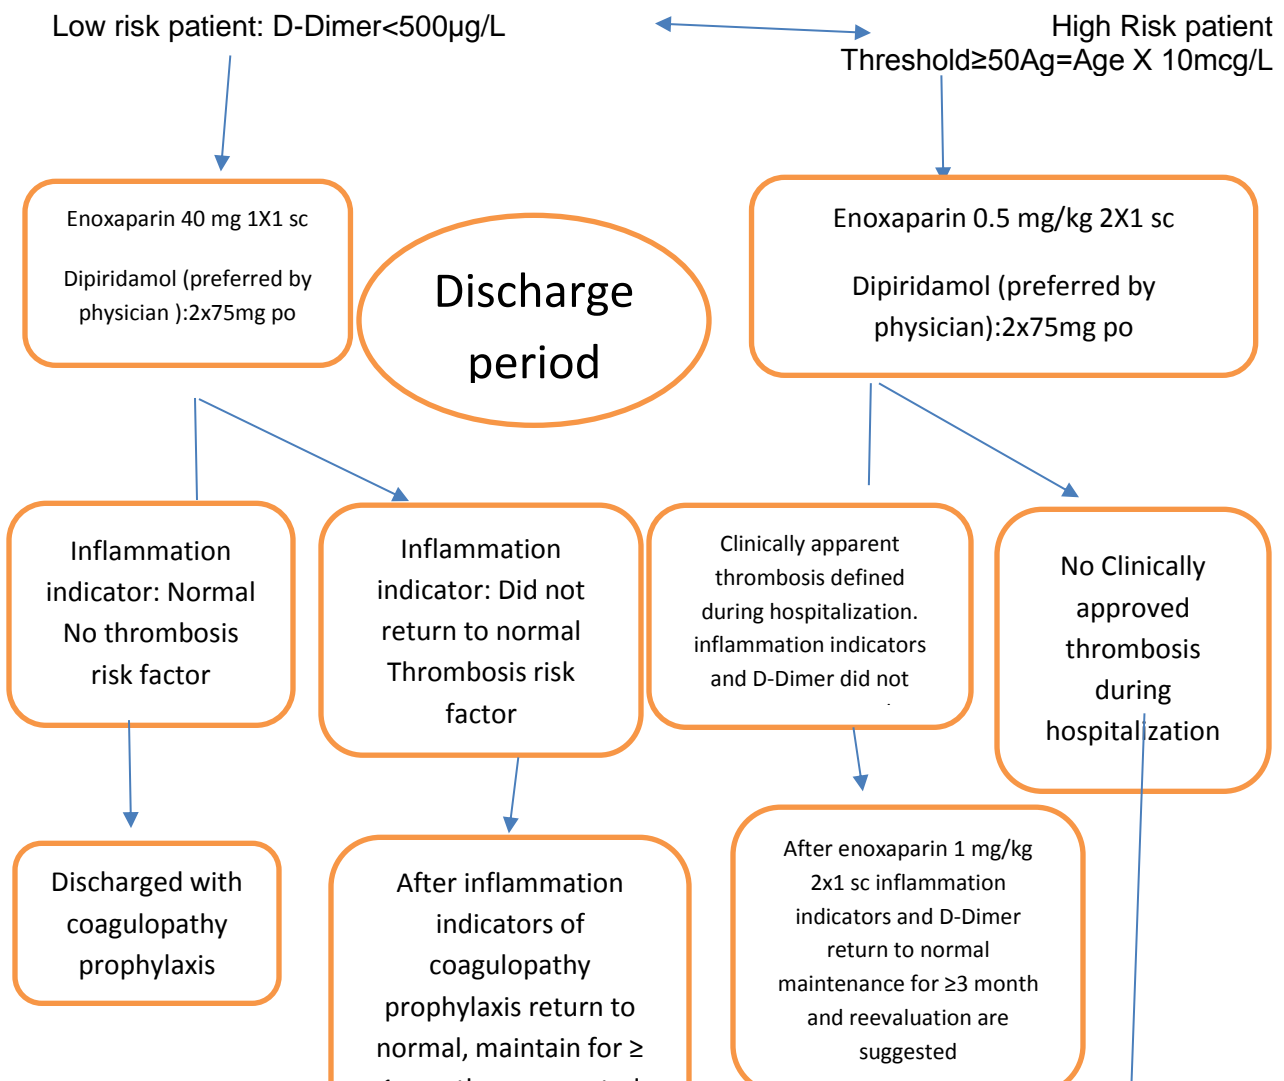 Low risk patient: D-Dimer<500µg/L
High Risk patient
Threshold≥50Ag=Age X 10mcg/L
Enoxaparin 40 mg 1X1 sc
Dipiridamol (preferred by
physician ):2x75mg po
Discharge
period
Enoxaparin 0.5 mg/kg 2X1 sc
Dipiridamol (preferred by
physician):2x75mg po
Inflammation
indicator: Normal
No thrombosis
risk factor
Inflammation
indicator: Did not
return to normal
Thrombosis risk
factor
Clinically apparent
thrombosis defined
during hospitalization.
inflammation indicators
and D-Dimer did not
No Clinically
approved
thrombosis
during
hospitalization
Discharged with
coagulopathy
prophylaxis
After inflammation
indicators of
coagulopathy
prophylaxis return to
normal, maintain for ≥
After enoxaparin 1 mg/kg
2x1 sc inflammation
indicators and D-Dimer
return to normal
maintenance for ≥3 month
and reevaluation are
suggested